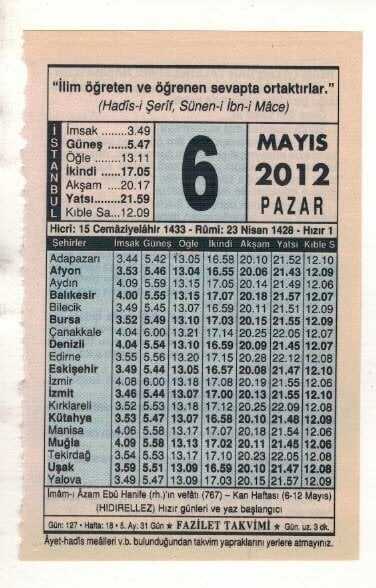 “İlim öğreten ve öğrenen sevapta ortaktırlar.”
(Hadîs-i Şerîf, Sünen-i İbn-i Mâce)
İSTANBUL
İmsak ......3.49
Güneş .....5.47
Öğle .......13.11
İkindi .....17.05
Akşam ...20.17
Yatsı......21.59
Kıble Sa...12.09
6
MAYIS
2012
PAZAR
Hicri: 15 Cemâziyelâhir 1433 - Rûmi: 23 Nisan 1428 - Hızır 1
Şehirler İmsak Güneş Öğle İkindi Akşam Yatsı Kıble S
Adapazarı 3.44 5.42 13.05 16.58 20.10 21.52 12.10
Afyon 3.53 5.46 13.04 16.55 20.06 21.43 12.09
Aydın 4.09 5.59 13.15 17.05 20.14 21.49 12.06
Balıkesir 4.00 5.55 13.15 17.07 20.18 21.57 12.07
Bilecik 3.49 5.45 13.07 16.59 20.11 21.51 12.09
Bursa 3.52 5.49 13.10 17.03 20.15 21.55 12.09
Çanakkale 4.04 6.00 13.21 17.14 20.25 22.05 12.07
Denizli 4.04 5.54 13.10 16.59 20.09 21.45 12.07
Edirne 3.55 5.56 13.20 17.15 20.28 22.12 12.08
Eskişehir 3.49 5.44 13.05 16.57 20.08 21.47 12.10
İzmir 4.08 6.00 13.18 17.08 20.19 21.55 12.06
İzmit 3.46 5.44 13.07 17.00 20.13 21.55 12.10
Kırklareli 3.52 5.53 13.18 17.12 20.25 22.09 12.08
Kütahya 3.53 5.47 13.07 16.58 20.10 21.48 12.09
Manisa 4.06 5.58 13.17 17.07 20.18 21.54 12.06
Muğla 4.09 5.58 13.13 17.02 20.11 21.45 12.06
Tekirdağ 3.54 5.53 13.17 17.10 20.23 22.05 12.08
Uşak 3.59 5.51 13.09 16.59 20.10 21.47 12.08
Yalova 3.49 5.47 13.09 17.03 20.15 21.57 12.09
İmâm-ı Âzam Ebû Hanîfe (rh.)'ın vefâtı (767) – Kan Haftası (6-12 Mayıs)
(HIDIRELLEZ) Hızır günleri ve yaz başlangıcı
Gün: 127 • Hafta: 18 • 5. Ay: 31 Gün ★ FAZİLET TAKVİMİ ★ Gün. uz. 3 dk.
Âyet-hadîs meâlleri v.b. bulunduğundan takvim yapraklarını yerlere atmayınız.